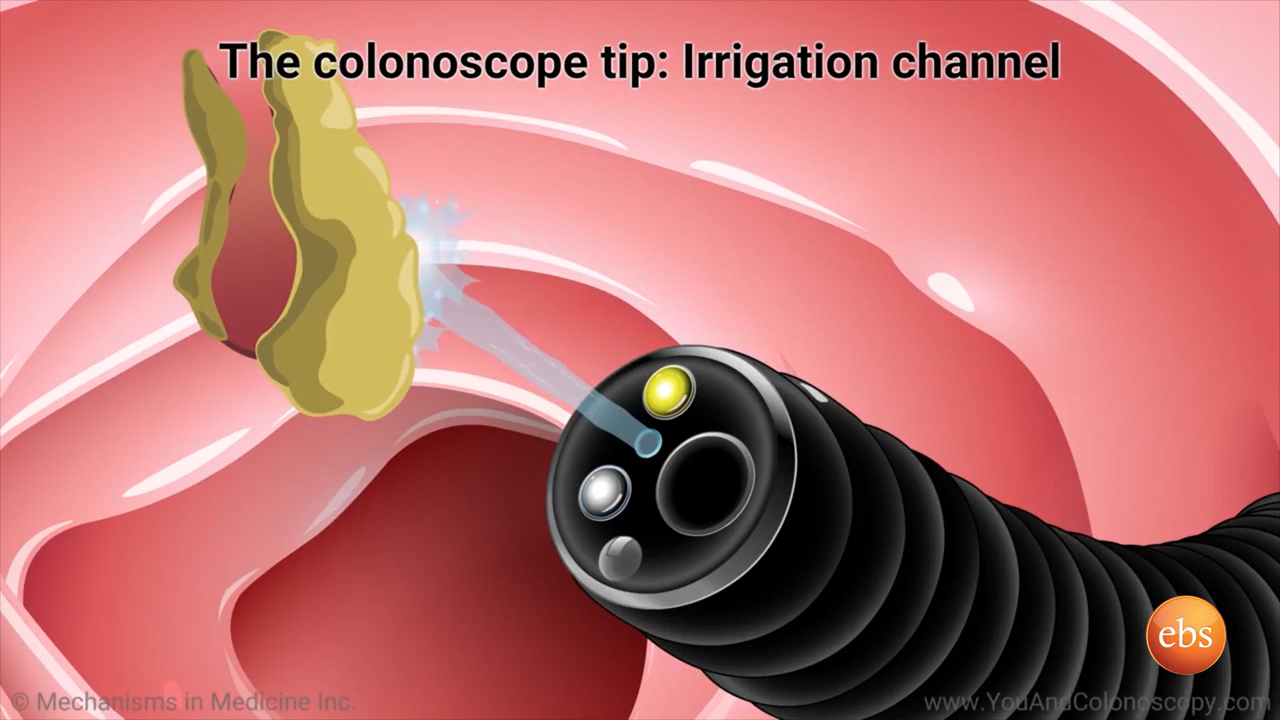 The colonoscope tip: Irrigation channel
ebs
© Mechanisms in Medicine Inc.
www.YouAndColonoscopy.com